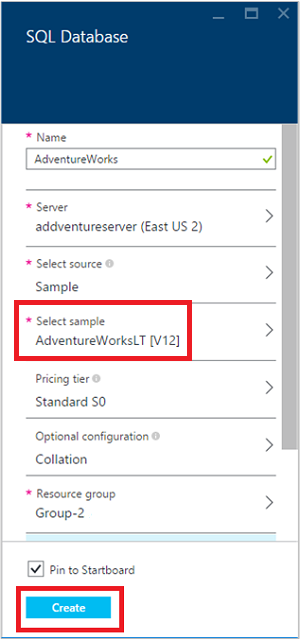 SQL Database
* Name
AdventureWorks
* Server
addventureserver (East US 2)
* Select source
Sample
* Select sample
AdventureWorksLT [V12]
Pricing tier
Standard S0
Optional configuration
Collation
* Resource group
Group-2
Pin to Startboard
Create